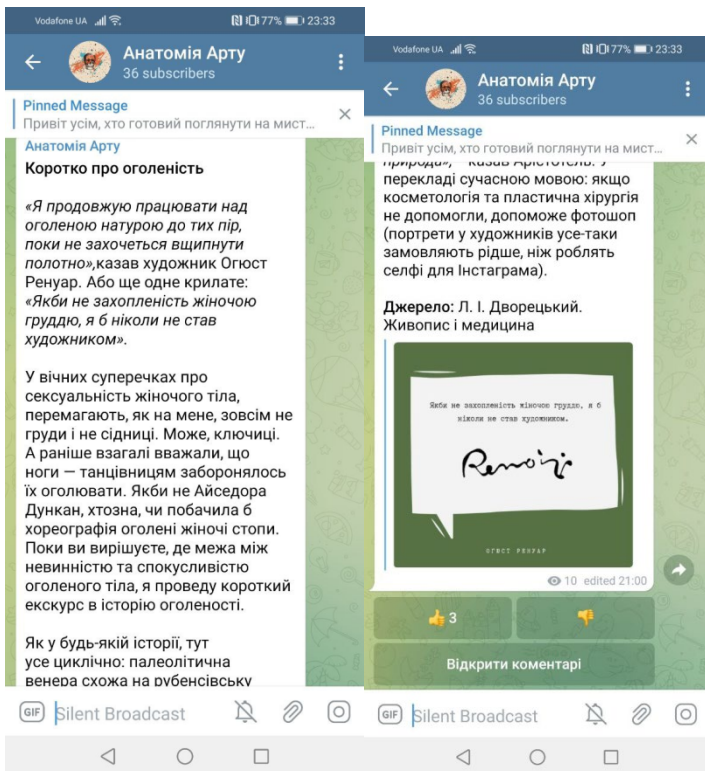 Vodafone UA 77% 23:33
Анатомія Арту
36 subscribers
Pinned Message
Привіт усім, хто готовий поглянути на мист...
Анатомія Арту
Коротко про оголеність
«Я продовжую працювати над
оголеною натурою до тих пір,
поки не захочеться вщипнути
полотно»,казав художник Огюст
Ренуар. Або ще одне крилате:
«Якби не захопленість жіночою
груддю, я б ніколи не став
художником».
У вічних суперечках про
сексуальність жіночого тіла,
перемагають, як на мене, зовсім не
груди і не сідниці. Може, ключиці.
А раніше взагалі вважали, що
ноги — танцівницям заборонялось
їх оголювати. Якби не Айседора
Дункан, хтозна, чи побачила б
хореографія оголені жіночі стопи.
Поки ви вирішуєте, де межа між
невинністю та спокусливістю
оголеного тіла, я проведу короткий
екскурс в історію оголеності.
Як у будь-якій історії, тут
усе циклічно: палеолітична
венера схожа на рубенсівську
GIF Silent Broadcast
Vodafone UA 77% 23:33
Анатомія Арту
36 subscribers
Pinned Message
Привіт усім, хто готовий поглянути на мист...
природа», казав Арістотель. У
перекладі сучасною мовою: якщо
косметологія та пластична хірургія
не допомогли, допоможе фотошоп
(портрети у художників усе-таки
замовляють рідше, ніж роблять
селфі для Інстаграма).
Джерело: Л. І. Дворецький.
Живопис і медицина
Якби не захопленість жіночою груддю, я б
ніколи не став художником.
Renoir
ОГЮСТ РЕНУАР
10 edited 21:00
👍 3 👎
Відкрити коментарі
GIF Silent Broadcast